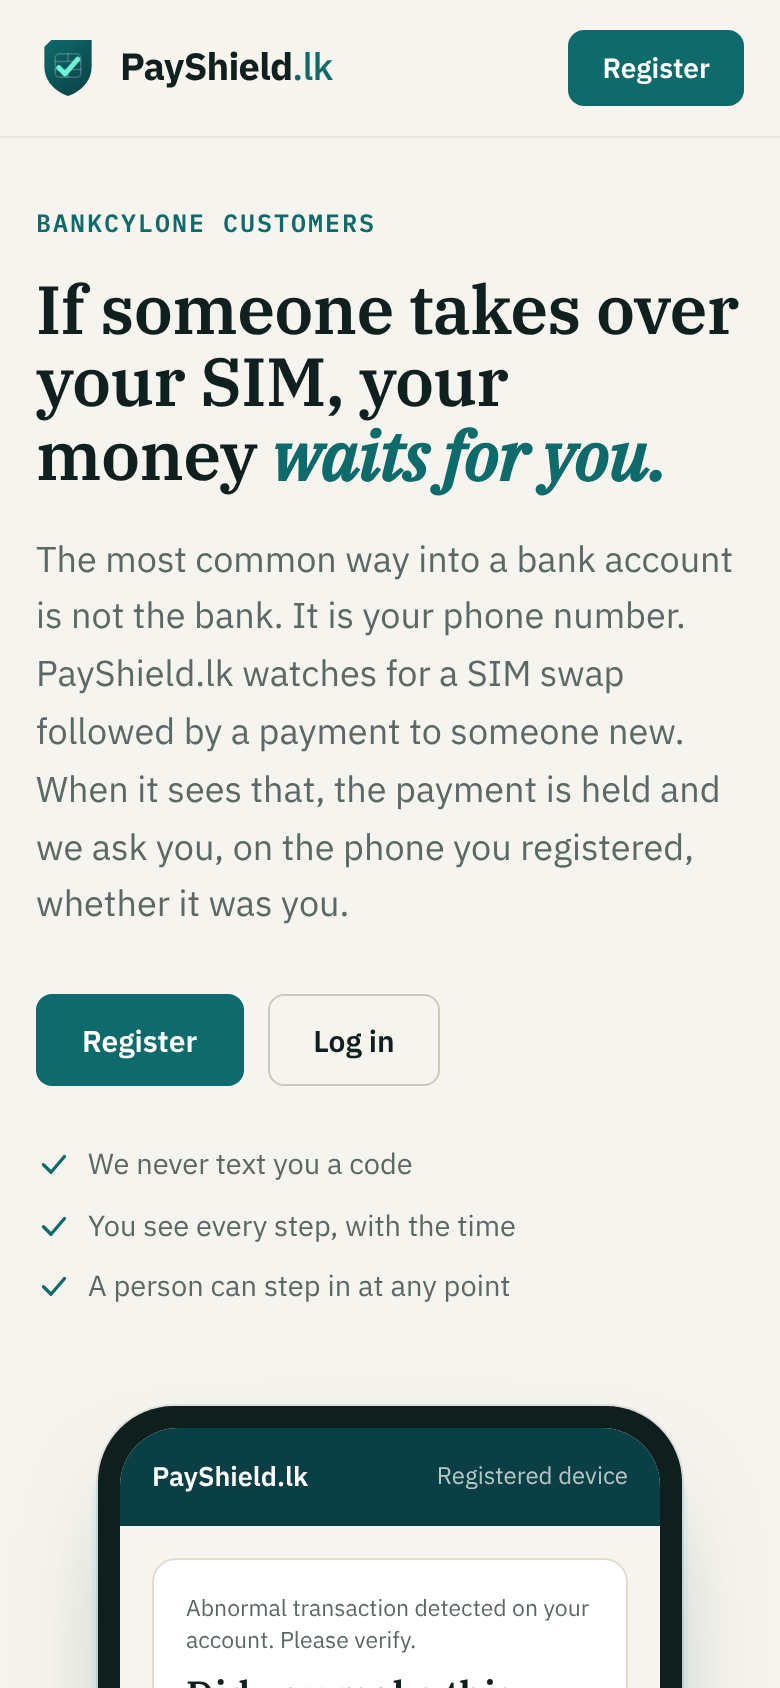 PayShield.lk
Register
BANKCYLONE CUSTOMERS
If someone takes over
your SIM, your
money waits for you.
The most common way into a bank account
is not the bank. It is your phone number.
PayShield.lk watches for a SIM swap
followed by a payment to someone new.
When it sees that, the payment is held and
we ask you, on the phone you registered,
whether it was you.
Register
Log in
We never text you a code
You see every step, with the time
A person can step in at any point
PayShield.lk
Registered device
Abnormal transaction detected on your
account. Please verify.